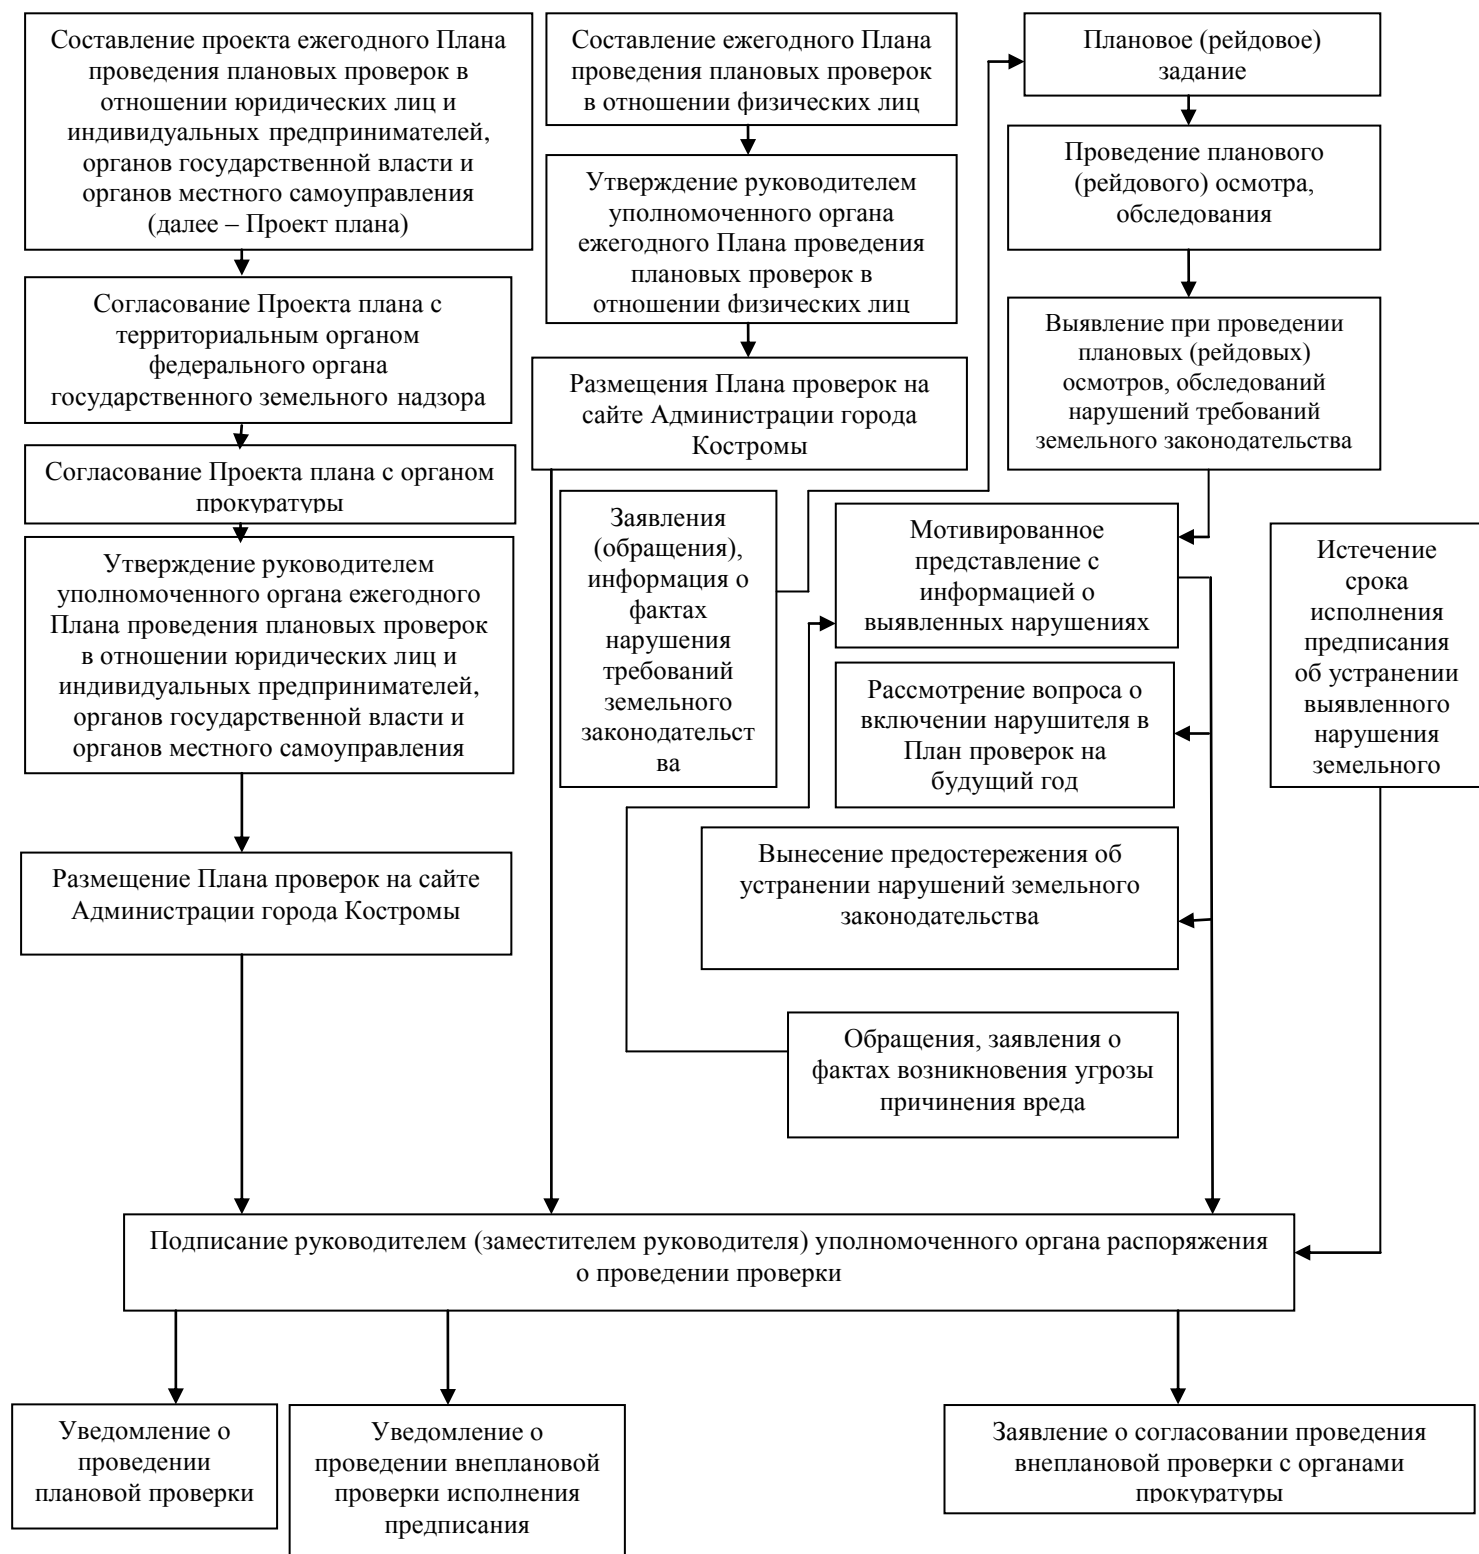 Составление проекта ежегодного Плана
проведения плановых проверок в
отношении юридических лиц и
индивидуальных предпринимателей,
органов государственной власти и
органов местного самоуправления
(далее – Проект плана)
Согласование Проекта плана с
территориальным органом
федерального органа
государственного земельного надзора
Согласование Проекта плана с органом
прокуратуры
Утверждение руководителем
уполномоченного органа ежегодного
Плана проведения плановых проверок
в отношении юридических лиц и
индивидуальных предпринимателей,
органов государственной власти и
органов местного самоуправления
Размещение Плана проверок на сайте
Администрации города Костромы
Составление ежегодного Плана
проведения плановых проверок
в отношении физических лиц
Утверждение руководителем
уполномоченного органа
ежегодного Плана проведения
плановых проверок в
отношении физических лиц
Размещения Плана проверок на
сайте Администрации города
Костромы
Заявления
(обращения),
информация о
фактах
нарушения
требований
земельного
законодательст
ва
Плановое (рейдовое)
задание
Проведение планового
(рейдового) осмотра,
обследования
Выявление при проведении
плановых (рейдовых)
осмотров, обследований
нарушений требований
земельного законодательства
Мотивированное
представление с
информацией о
выявленных нарушениях
Рассмотрение вопроса о
включении нарушителя в
План проверок на
будущий год
Вынесение предостережения об
устранении нарушений земельного
законодательства
Обращения, заявления о
фактах возникновения угрозы
причинения вреда
Истечение
срока
исполнения
предписания
об устранении
выявленного
нарушения
земельного
Подписание руководителем (заместителем руководителя) уполномоченного органа распоряжения
о проведении проверки
Уведомление о
проведении
плановой проверки
Уведомление о
проведении внеплановой
проверки исполнения
предписания
Заявление о согласовании проведения
внеплановой проверки с органами
прокуратуры